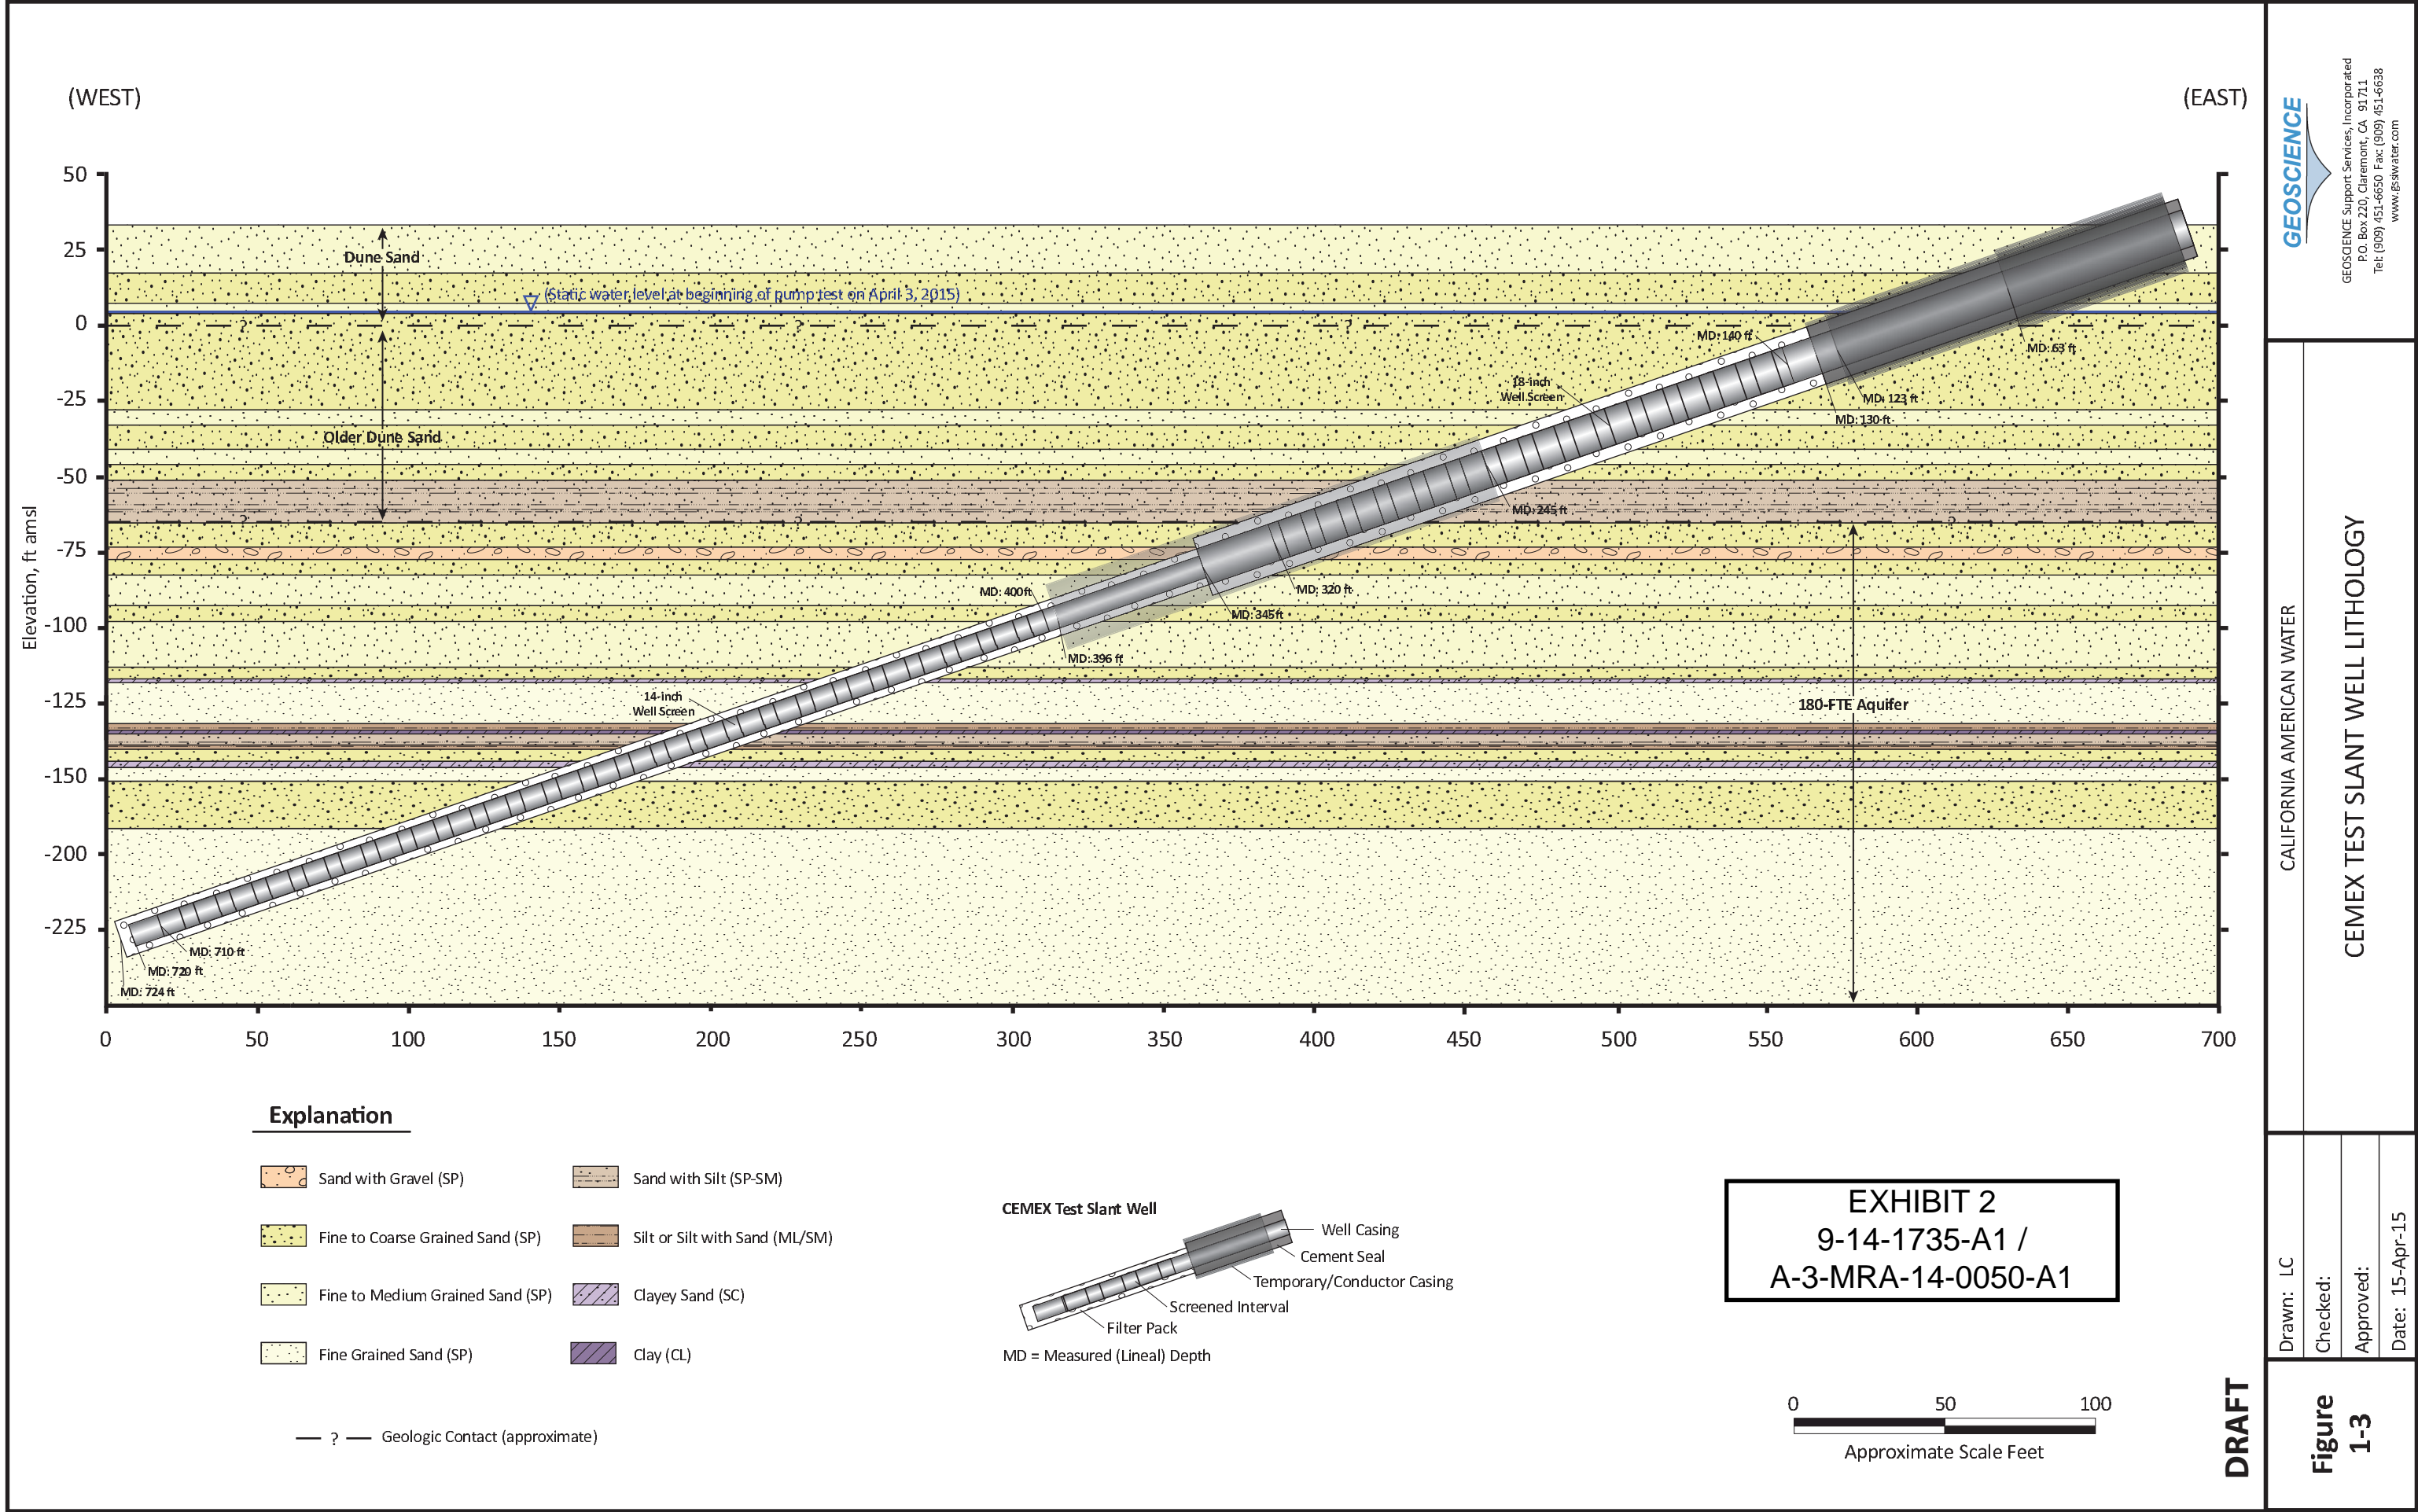 (WEST)
(EAST)
50
25
0
-25
-50
-75
-100
-125
-150
-200
-225
Elevation, ft amsl
Dune Sand
(Static water level at beginning of pump test on April 3, 2015)
?
?
?
Older Dune Sand
?
?
?
MD: 140 ft
MD: 63 ft
18-inch
Well Screen
MD: 123 ft
MD: 130 ft
MD: 245 ft
MD: 320 ft
MD: 345 ft
MD: 400 ft
MD: 396 ft
14-inch
Well Screen
180-FTE Aquifer
MD: 710 ft
MD: 720 ft
MD: 724 ft
0
50
100
150
200
250
300
350
400
450
500
550
600
650
700
Explanation
Sand with Gravel (SP)
Fine to Coarse Grained Sand (SP)
Fine to Medium Grained Sand (SP)
Fine Grained Sand (SP)
Sand with Silt (SP-SM)
Silt or Silt with Sand (ML/SM)
Clayey Sand (SC)
Clay (CL)
? Geologic Contact (approximate)
CEMEX Test Slant Well
Well Casing
Cement Seal
Temporary/Conductor Casing
Screened Interval
Filter Pack
MD = Measured (Lineal) Depth
EXHIBIT 2
9-14-1735-A1 /
A-3-MRA-14-0050-A1
0
50
100
Approximate Scale Feet
DRAFT
GEOSCIENCE
GEOSCIENCE Support Services, Incorporated
P.O. Box 220, Claremont, CA 91711
Tel: (909) 451-6650 Fax: (909) 451-6638
www.gssiwater.com
CALIFORNIA AMERICAN WATER
CEMEX TEST SLANT WELL LITHOLOGY
Drawn: LC
Checked:
Approved:
Date: 15-Apr-15
Figure
1-3